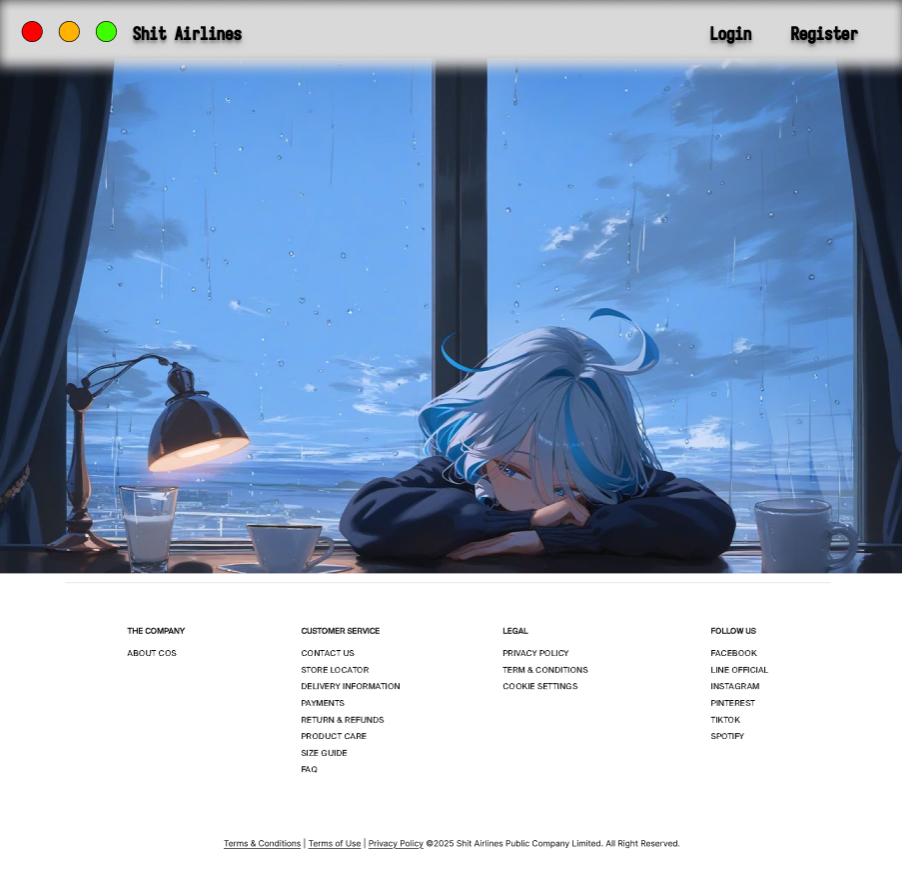 Shit Airlines
Login
Register
THE COMPANY
ABOUT COS
CUSTOMER SERVICE
CONTACT US
STORE LOCATOR
DELIVERY INFORMATION
PAYMENTS
RETURN & REFUNDS
PRODUCT CARE
SIZE GUIDE
FAQ
LEGAL
PRIVACY POLICY
TERM & CONDITIONS
COOKIE SETTINGS
FOLLOW US
FACEBOOK
LINE OFFICIAL
INSTAGRAM
PINTEREST
TIKTOK
SPOTIFY
Terms & Conditions | Terms of Use | Privacy Policy ©2025 Shit Airlines Public Company Limited. All Right Reserved.